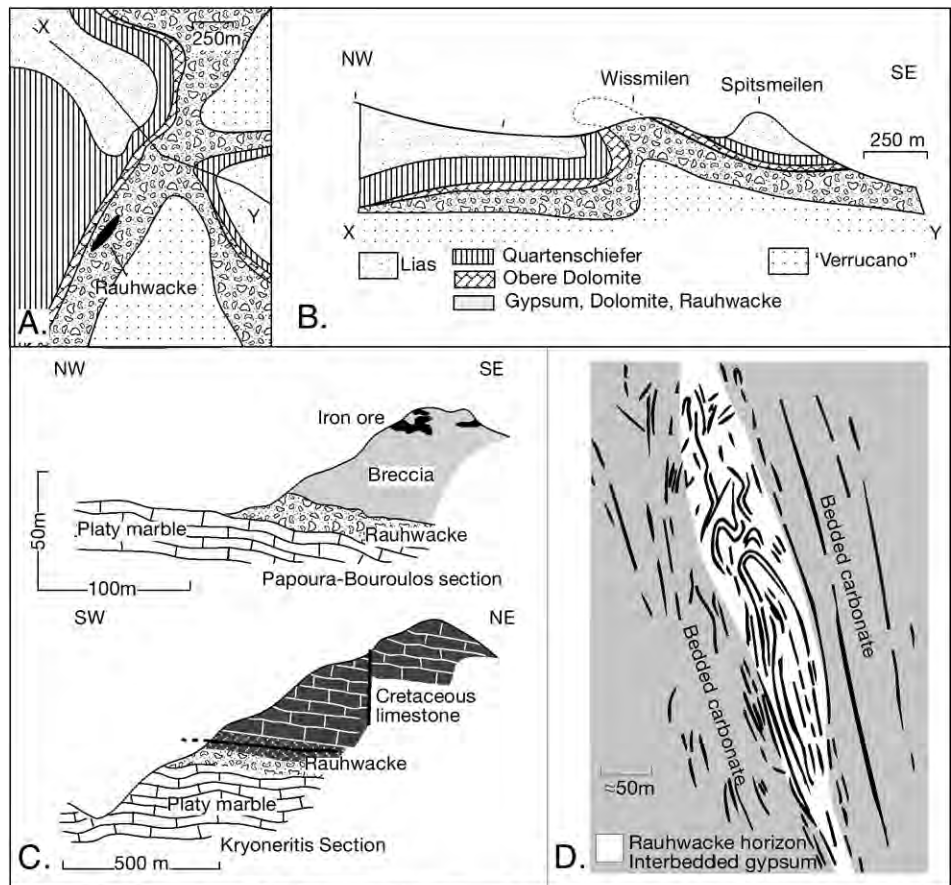 X
250m
Y
Rauhwacke
A.
B.
NW
SE
Wissmilen
Spitsmeilen
250 m
X
Y
Lias
Quartenschiefer
Obere Dolomite
Gypsum, Dolomite, Rauhwacke
'Verrucano"
NW
SE
Iron ore
Breccia
Platy marble
Rauhwacke
50m
100m
Papoura-Bouroulos section
SW
NE
Cretaceous
limestone
Rauhwacke
Platy marble
C.
Kryoneritis Section
500 m
Bedded carbonate
Bedded carbonate
≈50m
D.
Rauhwacke horizon
Interbedded gypsum